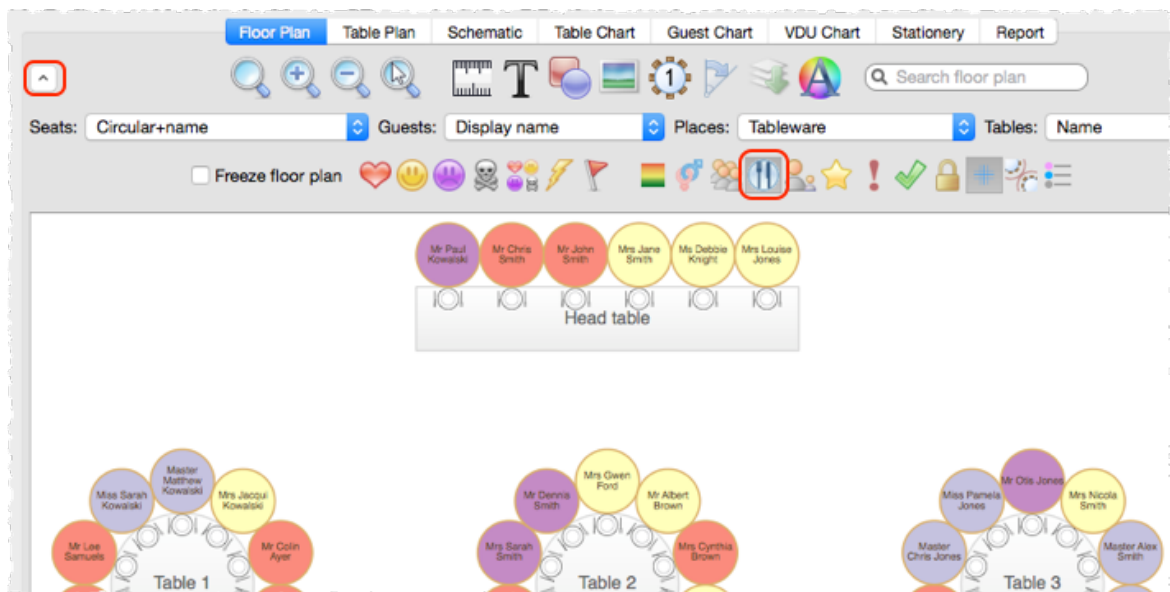 Floor Plan Table Plan Schematic Table Chart Guest Chart VDU Chart Stationery Report
T 1 A Search floor plan
Seats: Circular+name Guests: Display name Places: Tableware Tables: Name
Freeze floor plan
Mr Paul
Kowalski
Mr Chris
Smith
Mr John
Smith
Mrs Jane
Smith
Ms Debbie
Knight
Mrs Louise
Jones
Head table
Master
Matthew
Kowalski
Miss Sarah
Kowalski
Mrs Jacqui
Kowalski
Mr Lee
Samuels
Mr Colin
Ayer
Table 1
Mrs Gwen
Ford
Mr Dennis
Smith
Mr Albert
Brown
Mrs Sarah
Smith
Mrs Cynthia
Brown
Table 2
Mr Otis Jones
Miss Pamela
Jones
Mrs Nicola
Smith
Master
Chris Jones
Master Alex
Smith
Table 3